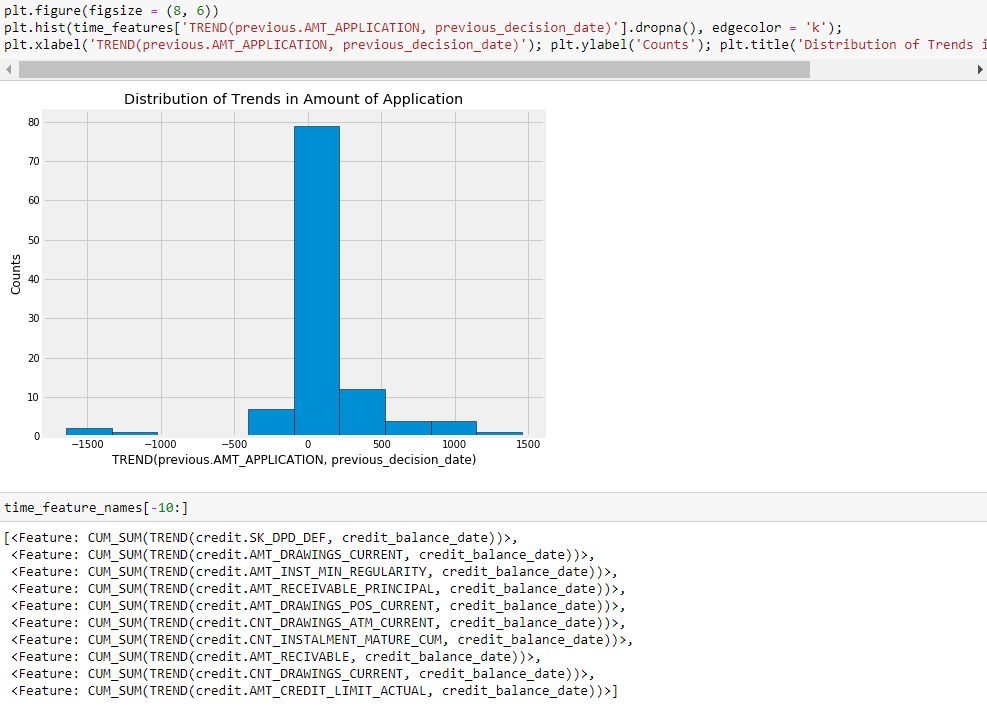 plt.figure(figsize = (8, 6))
plt.hist(time_features['TREND(previous.AMT_APPLICATION, previous_decision_date)'].dropna(), edgecolor = 'k');
plt.xlabel('TREND(previous.AMT_APPLICATION, previous_decision_date)'); plt.ylabel('Counts'); plt.title('Distribution of Trends i
Distribution of Trends in Amount of Application
80
70
60
50
40
30
20
10
0
Counts
−1500 −1000 −500 0 500 1000 1500
TREND(previous.AMT_APPLICATION, previous_decision_date)
time_feature_names[-10:]
[<Feature: CUM_SUM(TREND(credit.SK_DPD_DEF, credit_balance_date))>,
<Feature: CUM_SUM(TREND(credit.AMT_DRAWINGS_CURRENT, credit_balance_date))>,
<Feature: CUM_SUM(TREND(credit.AMT_INST_MIN_REGULARITY, credit_balance_date))>,
<Feature: CUM_SUM(TREND(credit.AMT_RECEIVABLE_PRINCIPAL, credit_balance_date))>,
<Feature: CUM_SUM(TREND(credit.AMT_DRAWINGS_POS_CURRENT, credit_balance_date))>,
<Feature: CUM_SUM(TREND(credit.CNT_DRAWINGS_ATM_CURRENT, credit_balance_date))>,
<Feature: CUM_SUM(TREND(credit.CNT_INSTALMENT_MATURE_CUM, credit_balance_date))>,
<Feature: CUM_SUM(TREND(credit.AMT_RECIVABLE, credit_balance_date))>,
<Feature: CUM_SUM(TREND(credit.CNT_DRAWINGS_CURRENT, credit_balance_date))>,
<Feature: CUM_SUM(TREND(credit.AMT_CREDIT_LIMIT_ACTUAL, credit_balance_date))>]